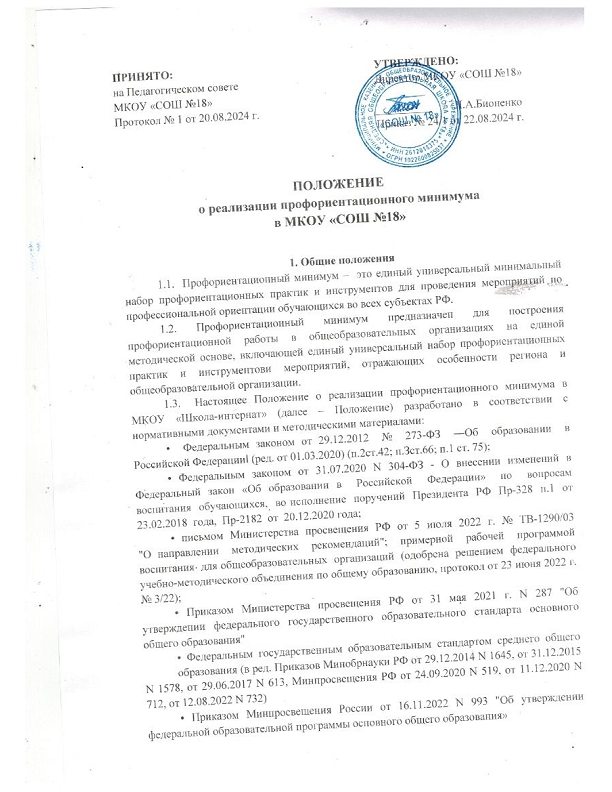 ПРИНЯТО:
на Педагогическом совете
МКОУ «СОШ №18»
Протокол № 1 от 20.08.2024 г.
УТВЕРЖДЕНО:
МКОУ «СОШ №18»
А.Бионенко
от 22.08.2024 г.
«СОШ № 18»
ПОЛОЖЕНИЕ
о реализации профориентационного минимума
в МКОУ «СОШ №18»
1. Общие положения
1.1. Профориентационный минимум – это единый универсальный минимальный
набор профориентационных практик и инструментов для проведения мероприятий по
профессиональной ориентации обучающихся во всех субъектах РФ.
1.2. Профориентационный минимум предназначен для построения
профориентационной работы в общеобразовательных организациях на единой
методической основе, включающей единый универсальный набор профориентационных
практик и инструментови мероприятий, отражающих особенности региона и
общеобразовательной организации.
1.3. Настоящее Положение о реализации профориентационного минимума в
МКОУ «Школа-интернат» (далее – Положение) разработано в соответствии с
нормативными документами и методическими материалами:
• Федеральным законом от 29.12.2012 № 273-ФЗ ―Об образовании в
Российской Федерации‖ (ред. от 01.03.2020) (п.2ст.42; п.3ст.66; п.1 ст. 75);
• Федеральным законом от 31.07.2020 N 304-ФЗ - О внесении изменений в
Федеральный закон «Об образовании в Российской Федерации» по вопросам
воспитания обучающихся, во исполнение поручений Президента РФ Пр-328 п.1 от
23.02.2018 года, Пр-2182 от 20.12.2020 года;
• письмом Министерства просвещения РФ от 5 июля 2022 г. № ТВ-1290/03
"О направлении методических рекомендаций"; примерной рабочей программой
воспитания для общеобразовательных организаций (одобрена решением федерального
учебно-методического объединения по общему образованию, протокол от 23 июня 2022 г.
№ 3/22);
• Приказом Министерства просвещения РФ от 31 мая 2021 г. N 287 "Об
утверждении федерального государственного образовательного стандарта основного
общего образования"
• Федеральным государственным образовательным стандартом среднего общего
образования (в ред. Приказов Минобрнауки РФ от 29.12.2014 N 1645, от 31.12.2015
N 1578, от 29.06.2017 N 613, Минпросвещения РФ от 24.09.2020 N 519, от 11.12.2020 N
712, от 12.08.2022 N 732)
• Приказом Минпросвещения России от 16.11.2022 N 993 "Об утверждении
федеральной образовательной программы основного общего образования»